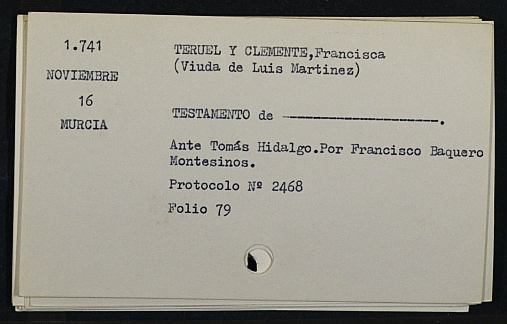 1.741
NOVIEMBRE
16
MURCIA
TERUEL Y CLEMENTE,Francisca
(Viuda de Luis Martinez)
TESTAMENTO de ---------------------.
Ante Tomás Hidalgo.Por Francisco Baquero
Montesinos.
Protocolo Nº 2468
Folio 79